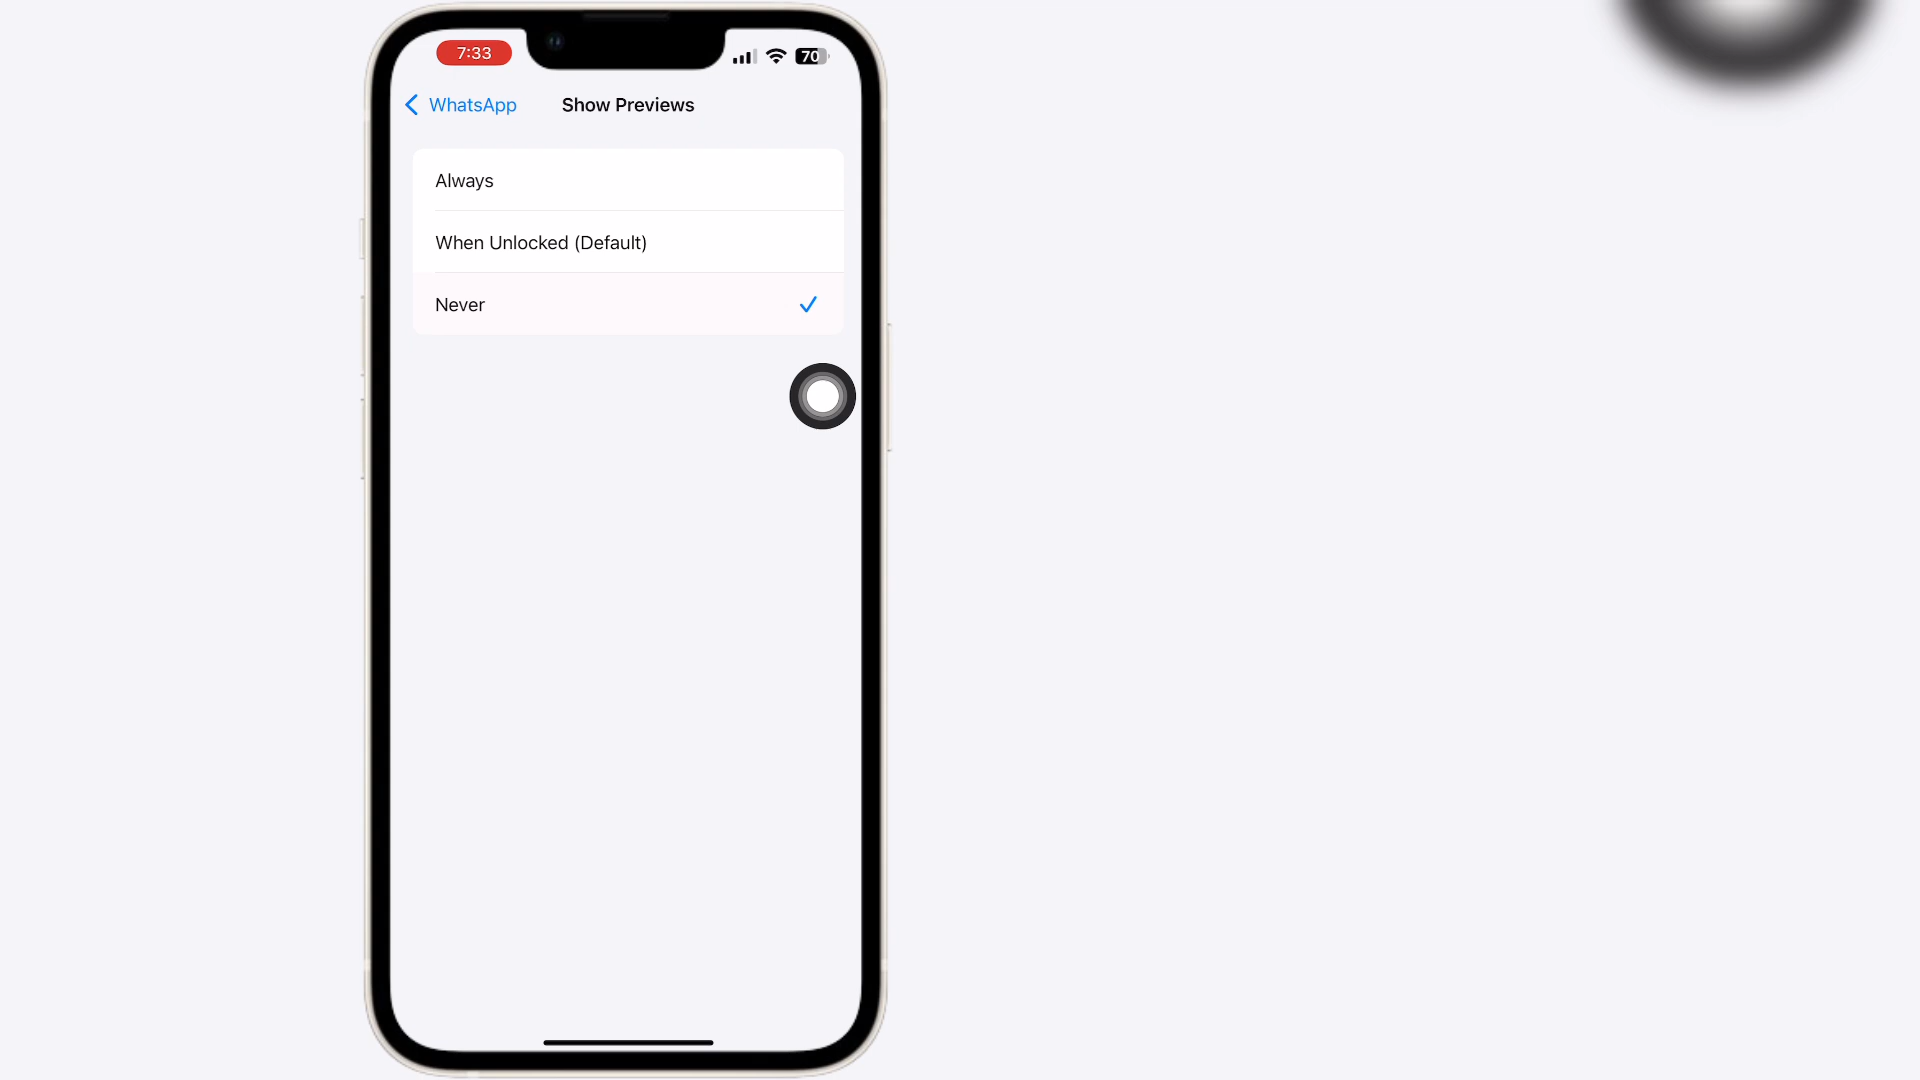 7:33
70
WhatsApp
Show Previews
Always
When Unlocked (Default)
Never